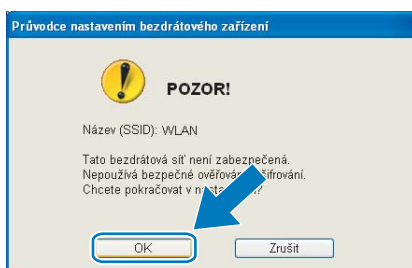 Průvodce nastavením bezdrátového zařízení
POZOR!
Název (SSID): WLAN
Tato bezdrátová síť není zabezpečená.
Nepoužívá bezpečné ověřování šifrování.
Chcete pokračovat v
OK
Zrušit